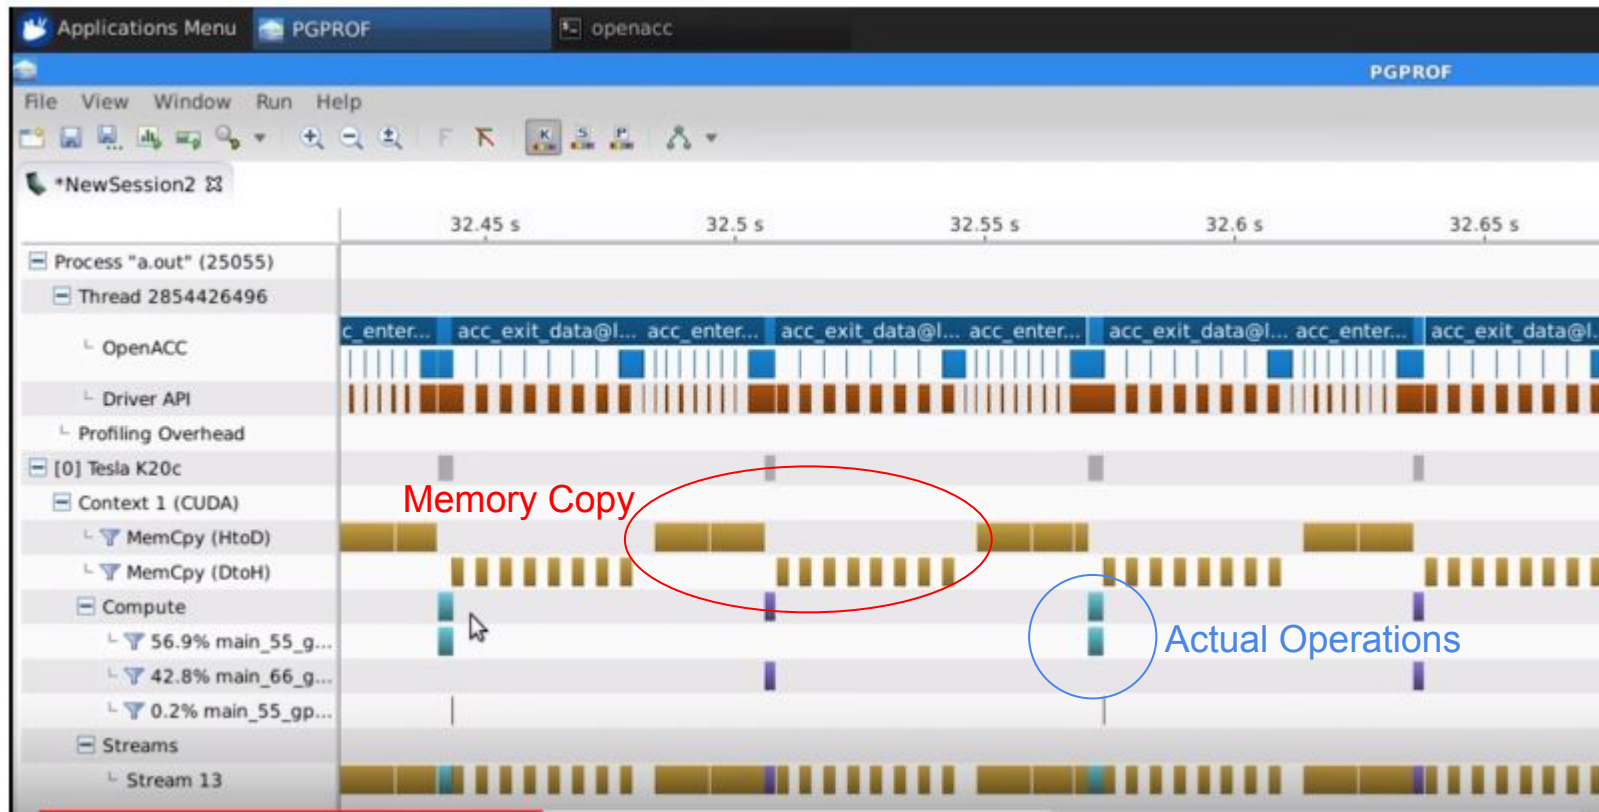 Applications Menu PGPROF openacc
PGPROF
File View Window Run Help
F K S P
*NewSession2
32.45 s 32.5 s 32.55 s 32.6 s 32.65 s
Process "a.out" (25055)
Thread 2854426496
OpenACC
c_enter... acc_exit_data@l... acc_enter... acc_exit_data@l... acc_enter... acc_exit_data@l... acc_enter... acc_exit_data@l.
Driver API
Profiling Overhead
[0] Tesla K20c
Context 1 (CUDA)
Memory Copy
MemCpy (HtoD)
MemCpy (DtoH)
Compute
56.9% main_55_g...
Actual Operations
42.8% main_66_g...
0.2% main_55_gp...
Streams
Stream 13